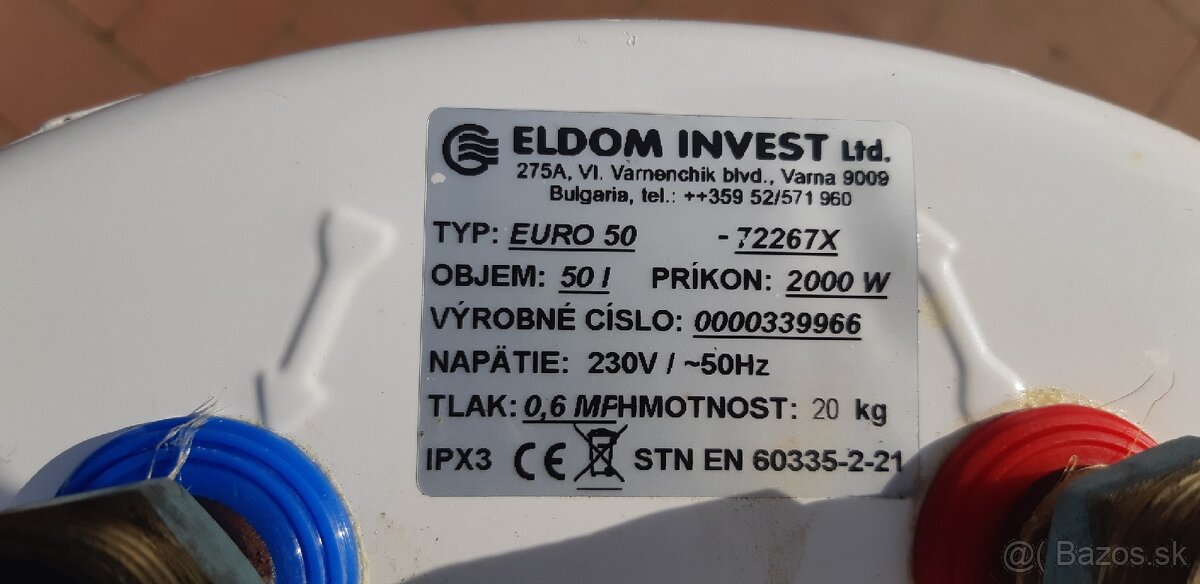 ELDOM INVEST Ltd.
275A, Vl. Varnenchik blvd., Varna 9009
Bulgaria, tel.: ++359 52/571 960
TYP: EURO 50 - 72267X
OBJEM: 50 l PRÍKON: 2000 W
VÝROBNÉ CÍSLO: 0000339966
NAPÄTIE: 230V / ~50Hz
TLAK: 0,6 MPHMOTNOST: 20 kg
IPX3 CE STN EN 60335-2-21
@( Bazos.sk